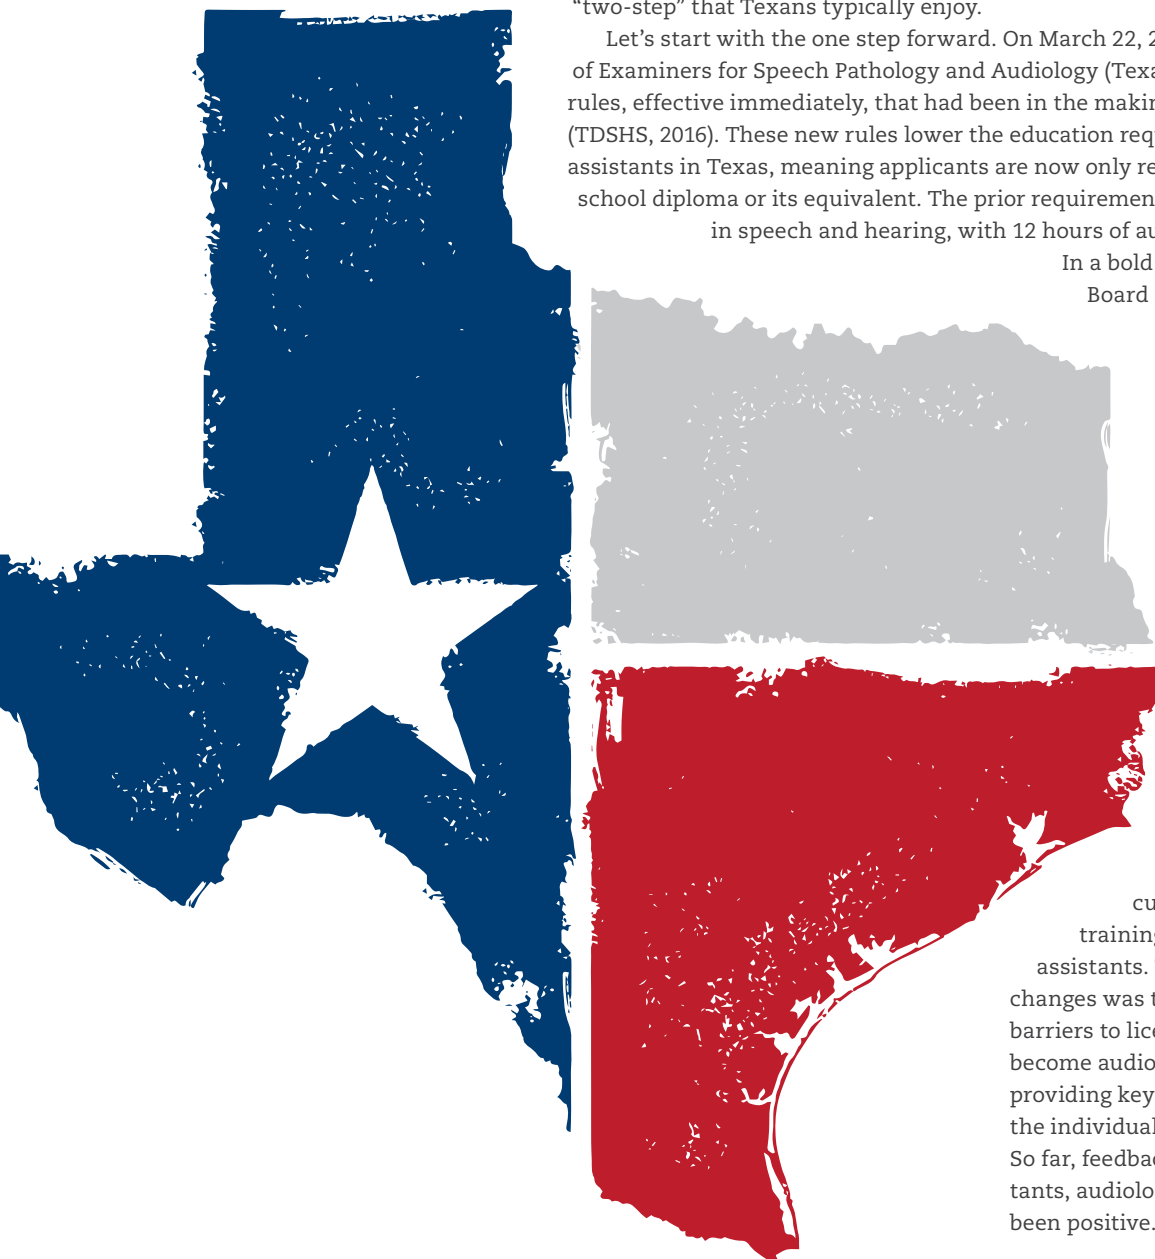 “two-step” that Texans typically enjoy.
Let’s start with the one step forward. On March 22, 2
of Examiners for Speech Pathology and Audiology (Texa
rules, effective immediately, that had been in the makin
(TDSHS, 2016). These new rules lower the education requ
assistants in Texas, meaning applicants are now only re
school diploma or its equivalent. The prior requiremen
in speech and hearing, with 12 hours of au
In a bold
Board
cu
training
assistants.
changes was t
barriers to lice
become audio
providing key
the individual
So far, feedbac
tants, audiolo
been positive.